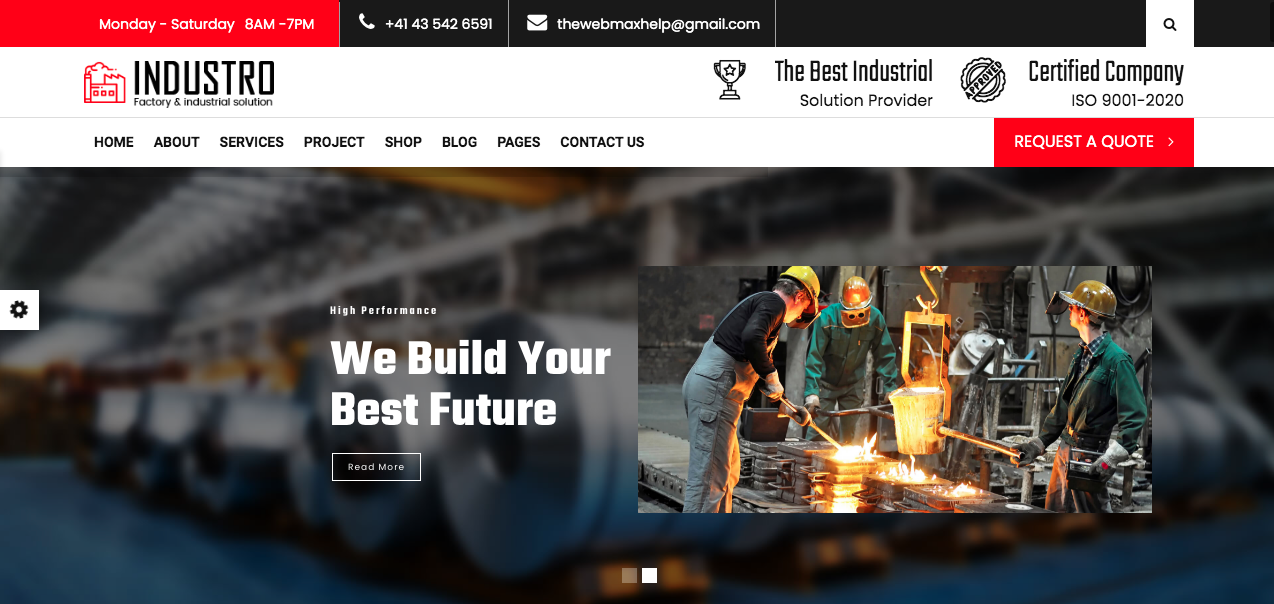 Monday - Saturday 8AM -7PM
+41 43 542 6591
thewebmaxhelp@gmail.com
INDUSTRO
Factory & industrial solution
The Best Industrial
Solution Provider
APPROVED
Certified Company
ISO 9001-2020
HOME ABOUT SERVICES PROJECT SHOP BLOG PAGES CONTACT US
REQUEST A QUOTE >
High Performance
We Build Your
Best Future
Read More